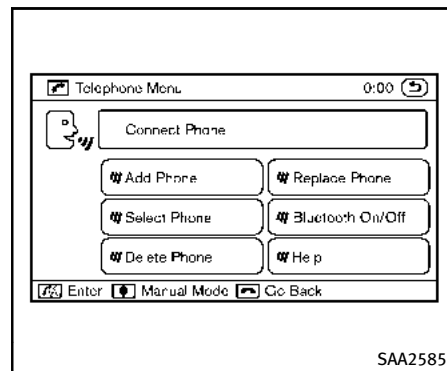 Telephone Menu 0:00
Connect Phone
Add Phone Replace Phone
Select Phone Bluetooth On/Off
Delete Phone Help
Enter Manual Mode Go Back
SAA2585